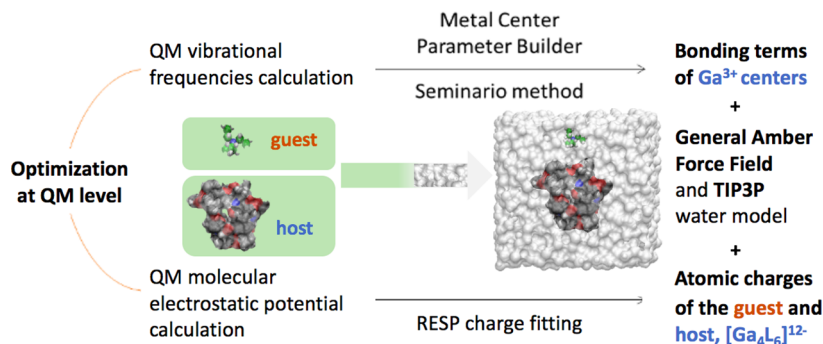 Optimization
at QM level
QM vibrational
frequencies calculation
Metal Center
Parameter Builder
Seminario method
Bonding terms
of Ga³⁺ centers
+
General Amber
Force Field
and TIP3P
water model
+
guest
host
QM molecular
electrostatic potential
calculation
RESP charge fitting
Atomic charges
of the guest and
host, [Ga₄L₆]¹²⁻